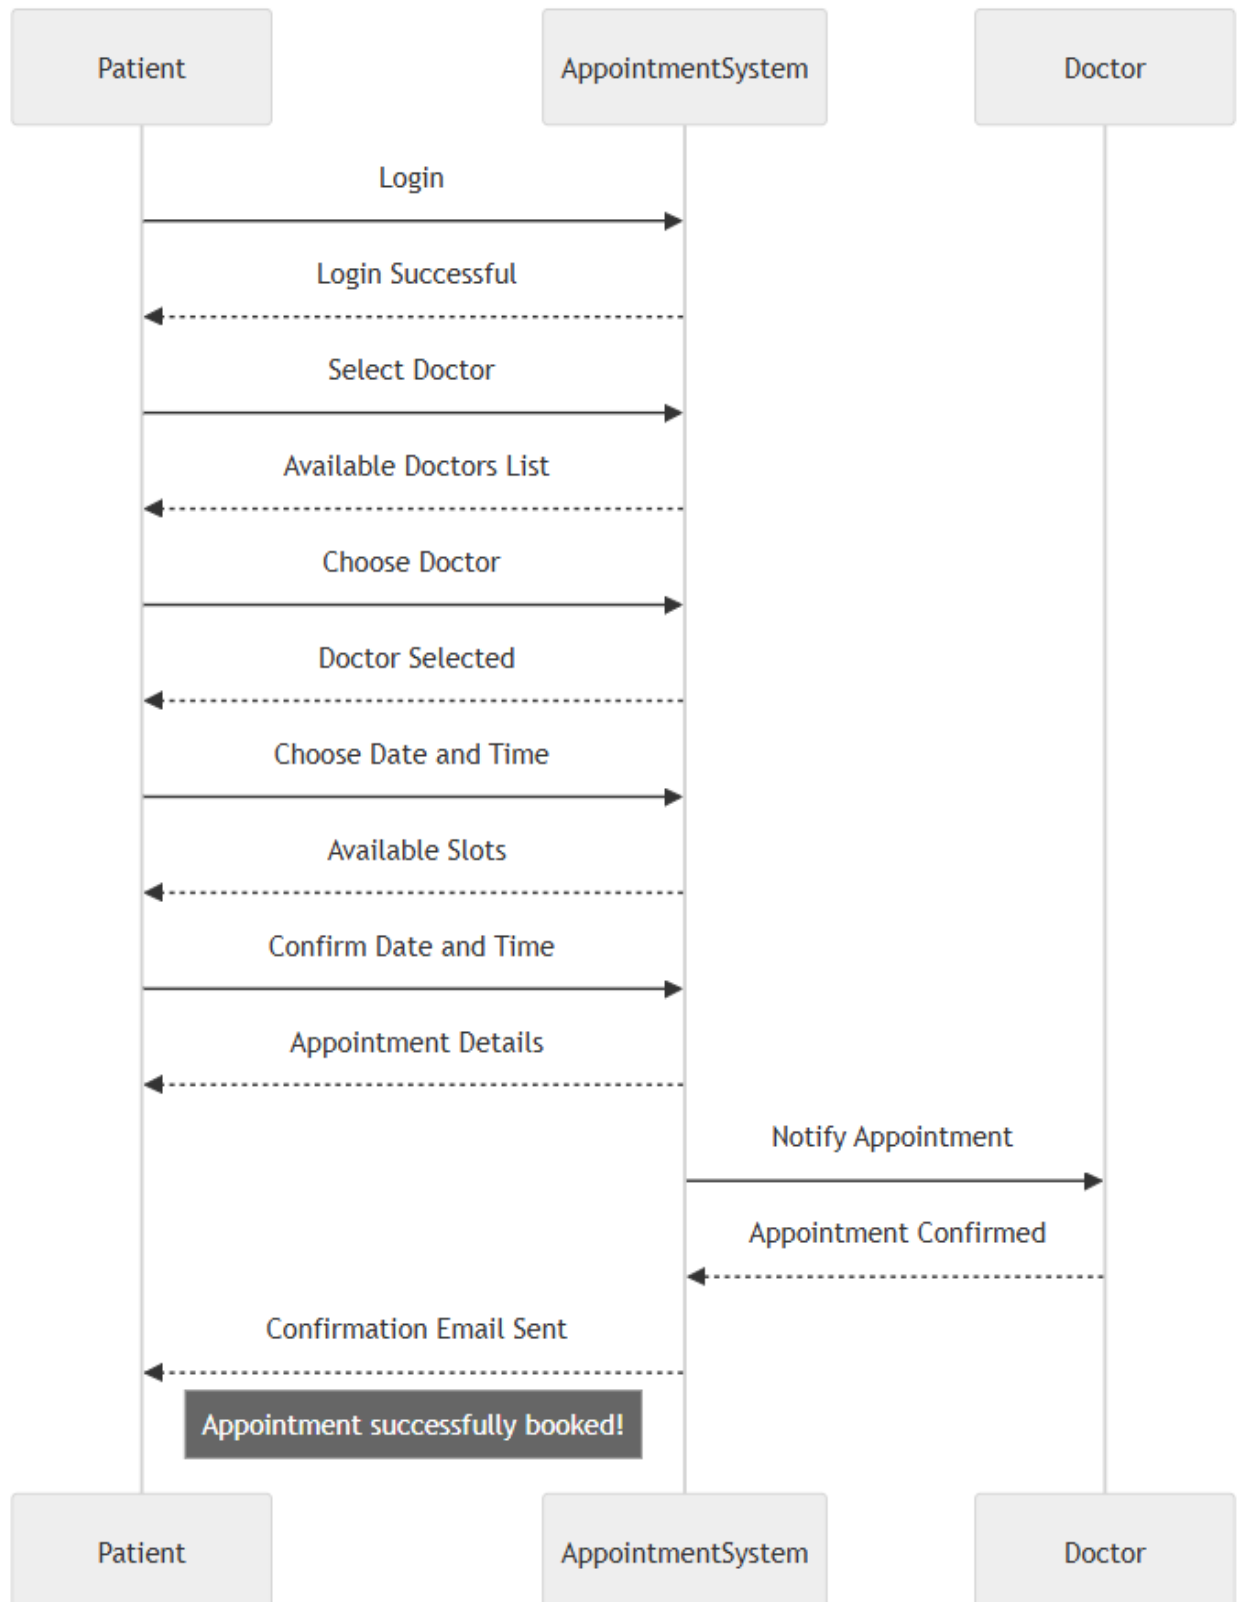 Patient
AppointmentSystem
Doctor
Login
Login Successful
Select Doctor
Available Doctors List
Choose Doctor
Doctor Selected
Choose Date and Time
Available Slots
Confirm Date and Time
Appointment Details
Notify Appointment
Appointment Confirmed
Confirmation Email Sent
Appointment successfully booked!
Patient
AppointmentSystem
Doctor